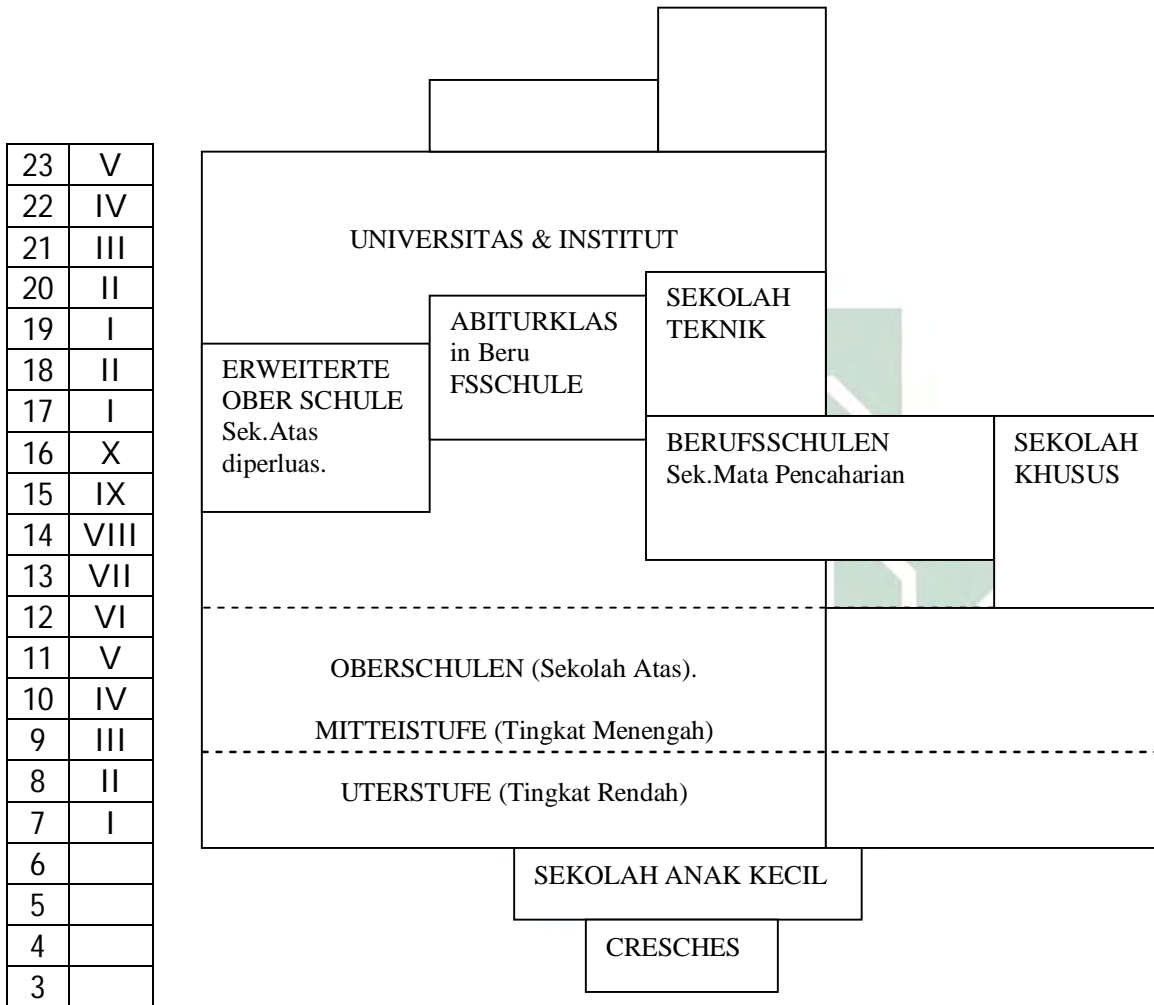 23 V
22 IV
21 III
20 II
19 I
18 II
17 I
16 X
15 IX
14 VIII
13 VII
12 VI
11 V
10 IV
9 III
8 II
7 I
6
5
4
3
UNIVERSITAS & INSTITUT
ERWEITERTE
OBER SCHULE
Sek.Atas
diperluas.
ABITURKLAS
in Beru
FSSCHULE
SEKOLAH
TEKNIK
BERUFSSCHULEN
Sek.Mata Pencaharian
SEKOLAH
KHUSUS
OBERSCHULEN (Sekolah Atas).
MITTEISTUFE (Tingkat Menengah)
UTERSTUFE (Tingkat Rendah)
SEKOLAH ANAK KECIL
CRESCHES